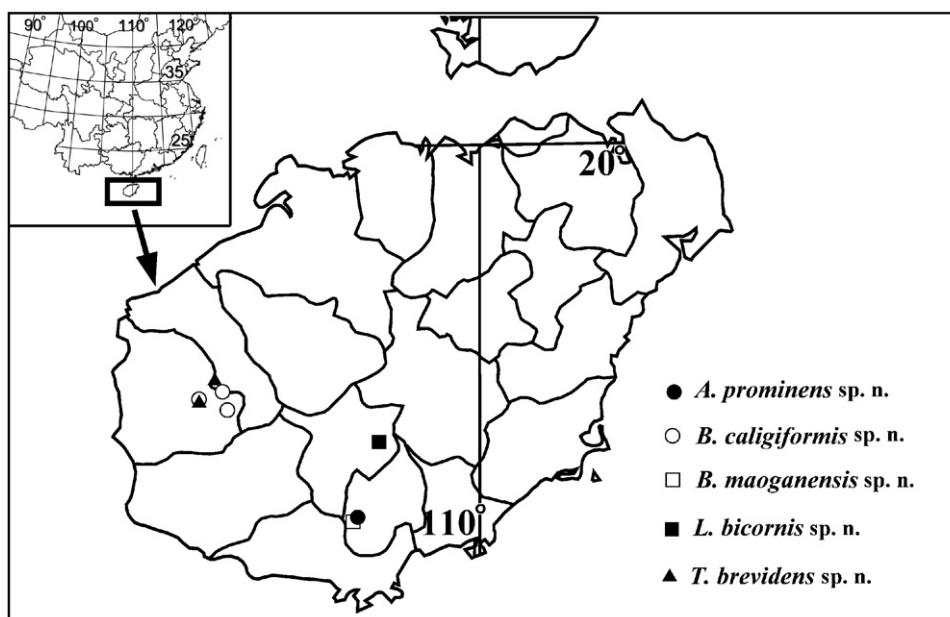 90° 100° 110° 120°
35°
25°
20°
110°
A. prominens sp. n.
B. caligiformis sp. n.
B. maoganensis sp. n.
L. bicornis sp. n.
T. brevidens sp. n.